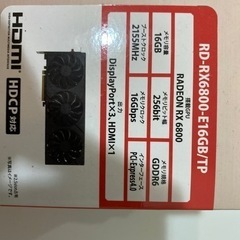 RD-RX6800-E16GB/TP
搭載GPU
RADEON RX 6800
メモリ容量
16GB
メモリビット幅
256bit
メモリ規格
GDDR6
ブーストクロック
2155MHz
メモリクロック
16Gbps
インターフェース
PCI-Express4.0
出力
DisplayPort×3、HDMI×1
HDMI
HDCP対応